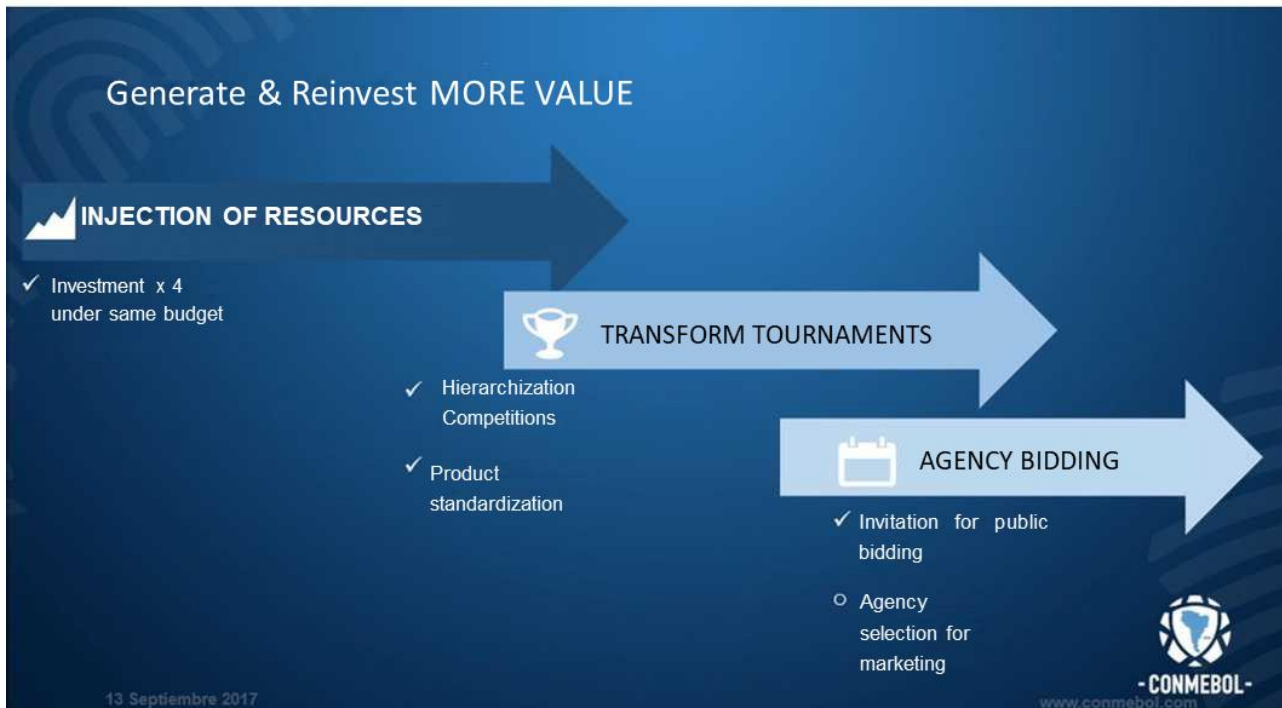 Generate & Reinvest MORE VALUE
INJECTION OF RESOURCES
✓ Investment x 4
under same budget
TRANSFORM TOURNAMENTS
✓ Hierarchization
Competitions
✓ Product
standardization
AGENCY BIDDING
✓ Invitation for public
bidding
○ Agency
selection for
marketing
-CONMEBOL-
13 Septiembre 2017
www.conmebol.com